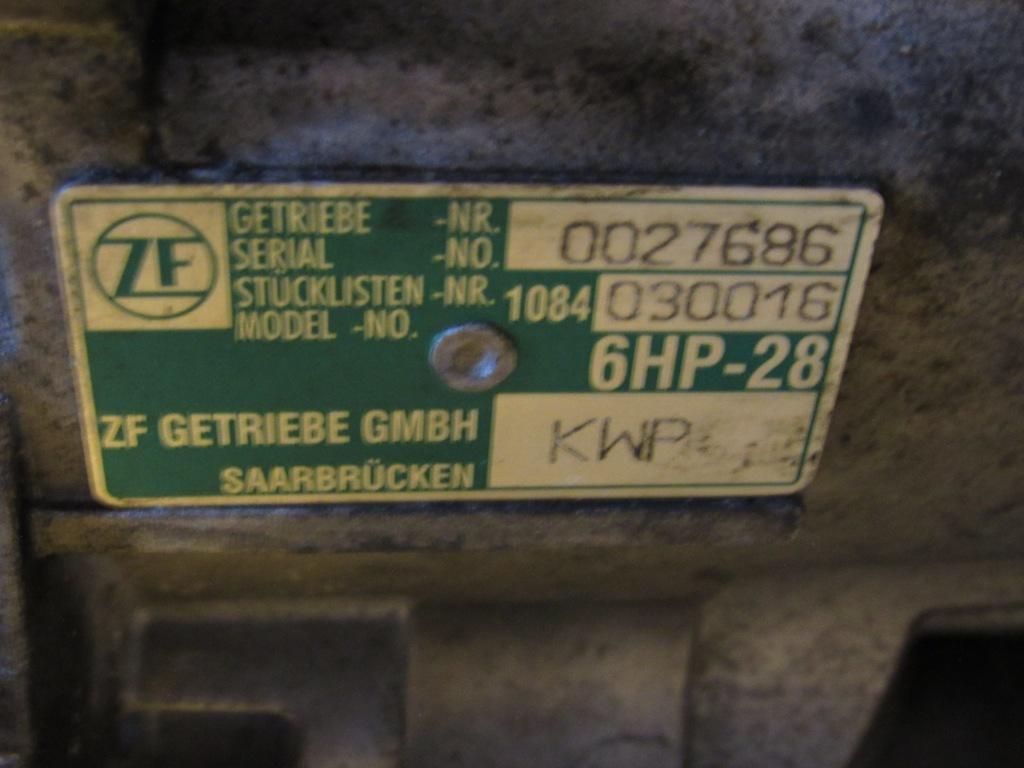 ZF
GETRIEBE -NR.
SERIAL -NO. 0027686
STÜCKLISTEN -NR. 1084 030016
MODEL -NO.
6HP-28
ZF GETRIEBE GMBH
SAARBRÜCKEN
KWP